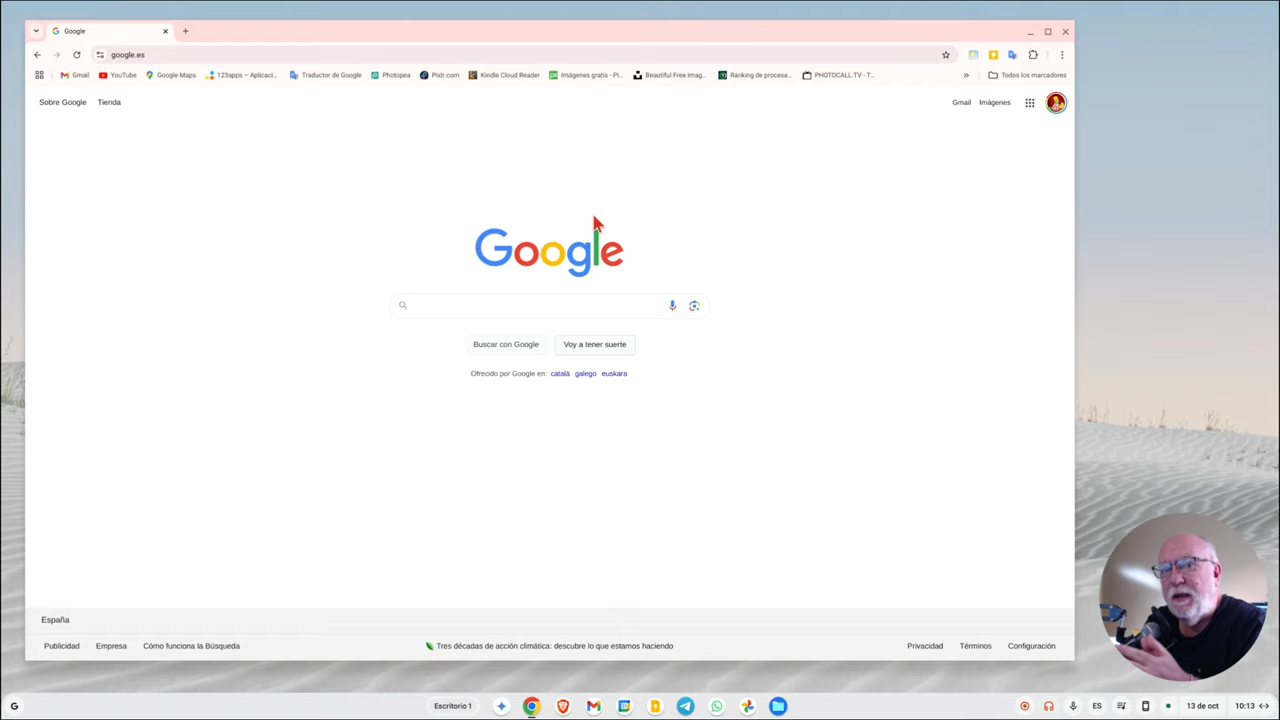 Google
google.es
Gmail YouTube Google Maps 123apps – Aplicaci... Traductor de Google Photopea Pixlr.com Kindle Cloud Reader Imágenes gratis - Pi... Beautiful Free Imag... Ranking de procesa... PHOTOCALL.TV - T... » Todos los marcadores
Sobre Google Tienda Gmail Imágenes
Google
Buscar con Google Voy a tener suerte
Ofrecido por Google en: català galego euskara
España
Publicidad Empresa Cómo funciona la Búsqueda Tres décadas de acción climática: descubre lo que estamos haciendo Privacidad Términos Configuración
G Escritorio 1 ES 13 de oct 10:13